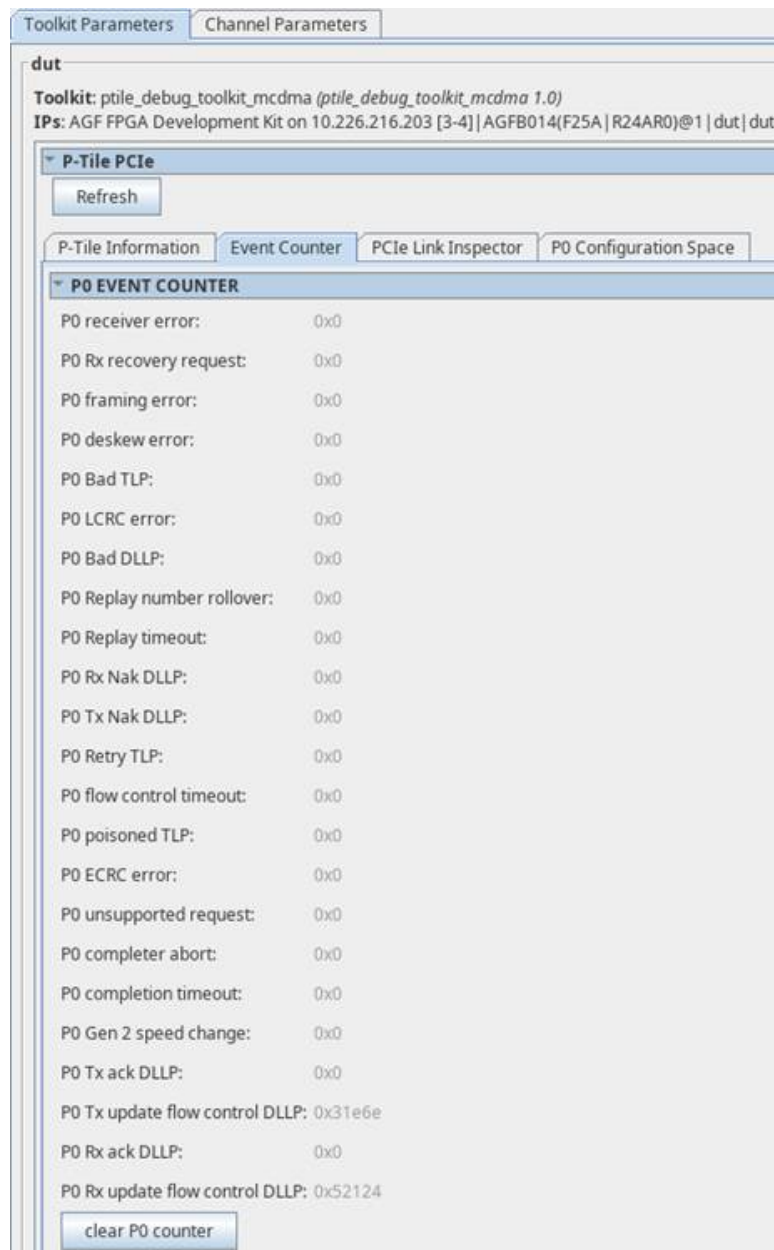 Toolkit Parameters Channel Parameters
dut
Toolkit: ptile_debug_toolkit_mcdma (ptile_debug_toolkit_mcdma 1.0)
IPs: AGF FPGA Development Kit on 10.226.216.203 [3-4]|AGFB014(F25A|R24AR0)@1|dut|dut
P-Tile PCIe
Refresh
P-Tile Information Event Counter PCIe Link Inspector P0 Configuration Space
P0 EVENT COUNTER
P0 receiver error: 0x0
P0 Rx recovery request: 0x0
P0 framing error: 0x0
P0 deskew error: 0x0
P0 Bad TLP: 0x0
P0 LCRC error: 0x0
P0 Bad DLLP: 0x0
P0 Replay number rollover: 0x0
P0 Replay timeout: 0x0
P0 Rx Nak DLLP: 0x0
P0 Tx Nak DLLP: 0x0
P0 Retry TLP: 0x0
P0 flow control timeout: 0x0
P0 poisoned TLP: 0x0
P0 ECRC error: 0x0
P0 unsupported request: 0x0
P0 completer abort: 0x0
P0 completion timeout: 0x0
P0 Gen 2 speed change: 0x0
P0 Tx ack DLLP: 0x0
P0 Tx update flow control DLLP: 0x31e6e
P0 Rx ack DLLP: 0x0
P0 Rx update flow control DLLP: 0x52124
clear P0 counter